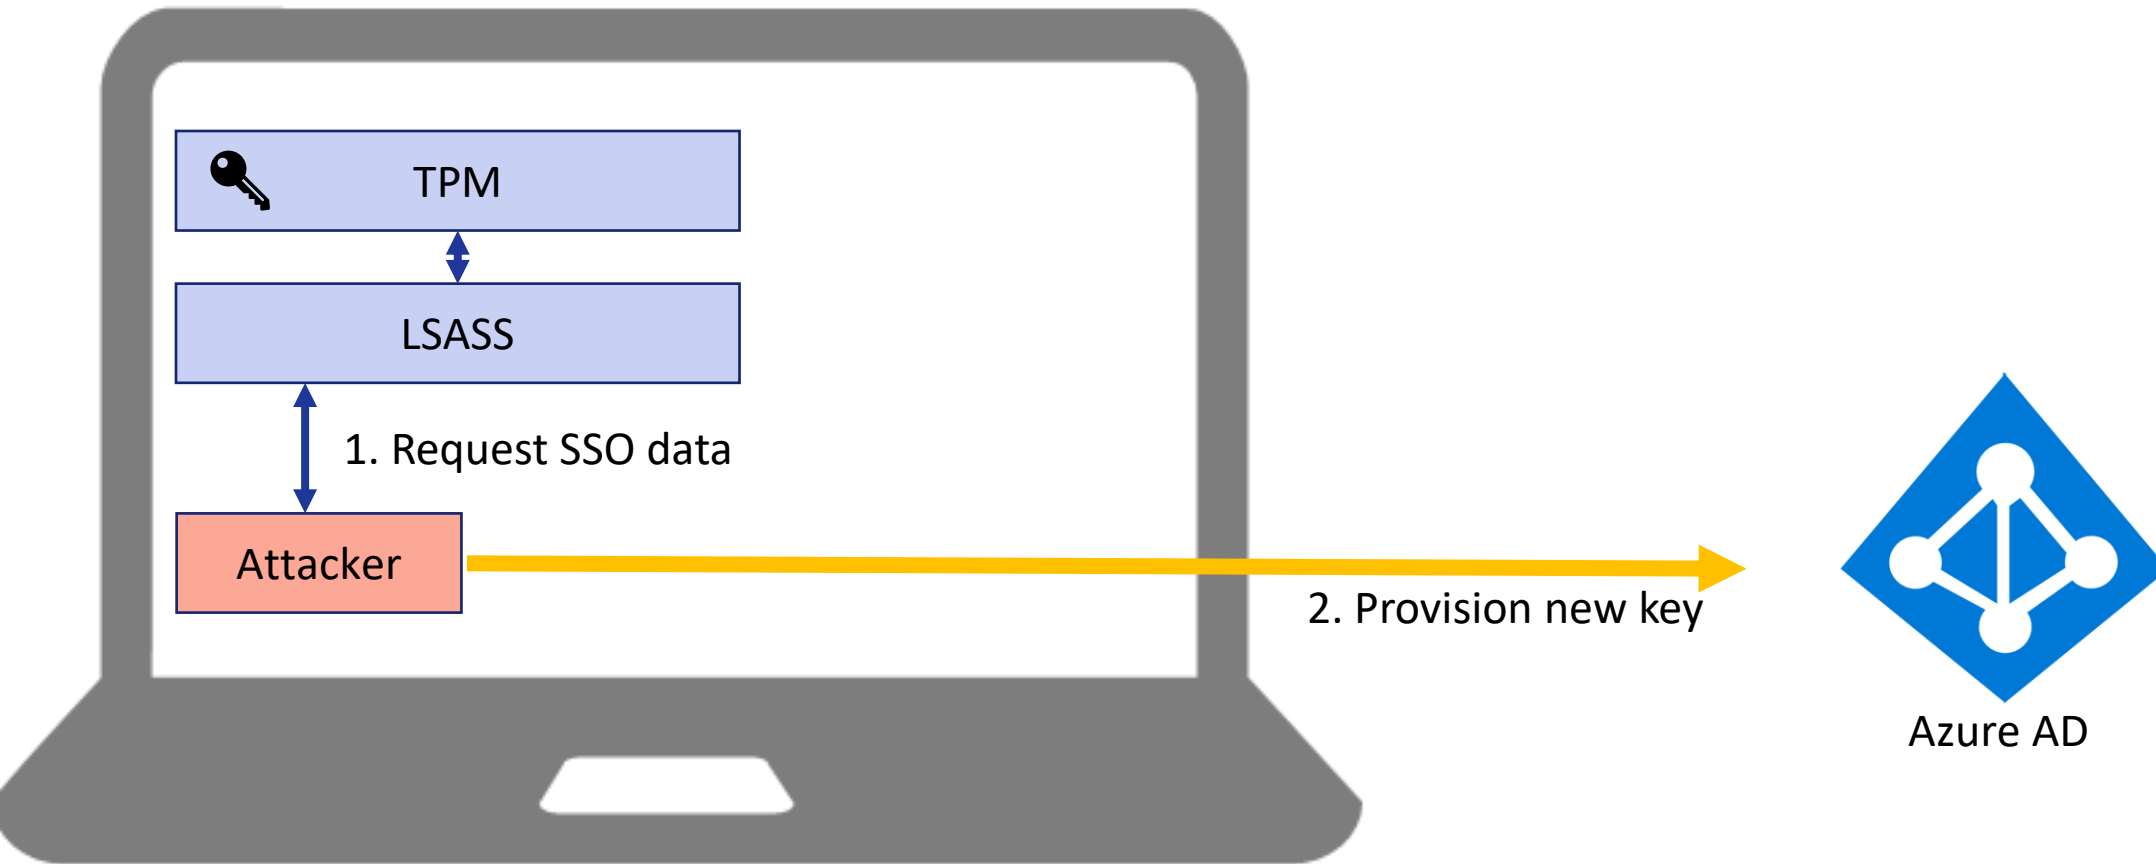 TPM
LSASS
1. Request SSO data
Attacker
2. Provision new key
Azure AD